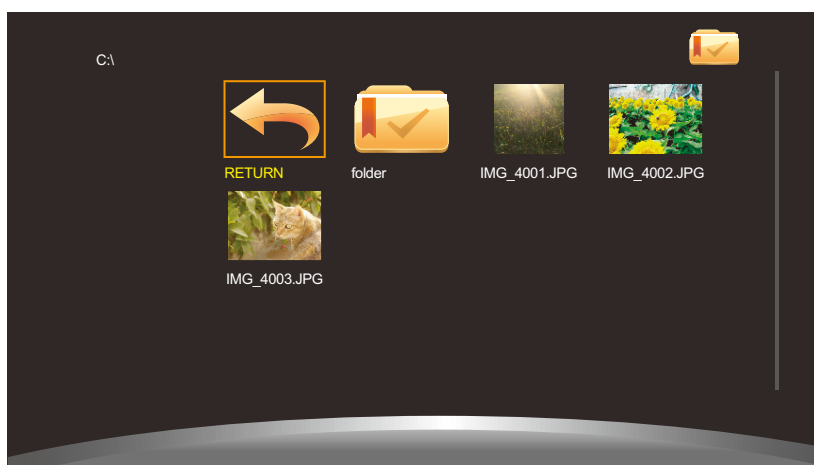 C:\
RETURN
folder
IMG_4001.JPG
IMG_4002.JPG
IMG_4003.JPG